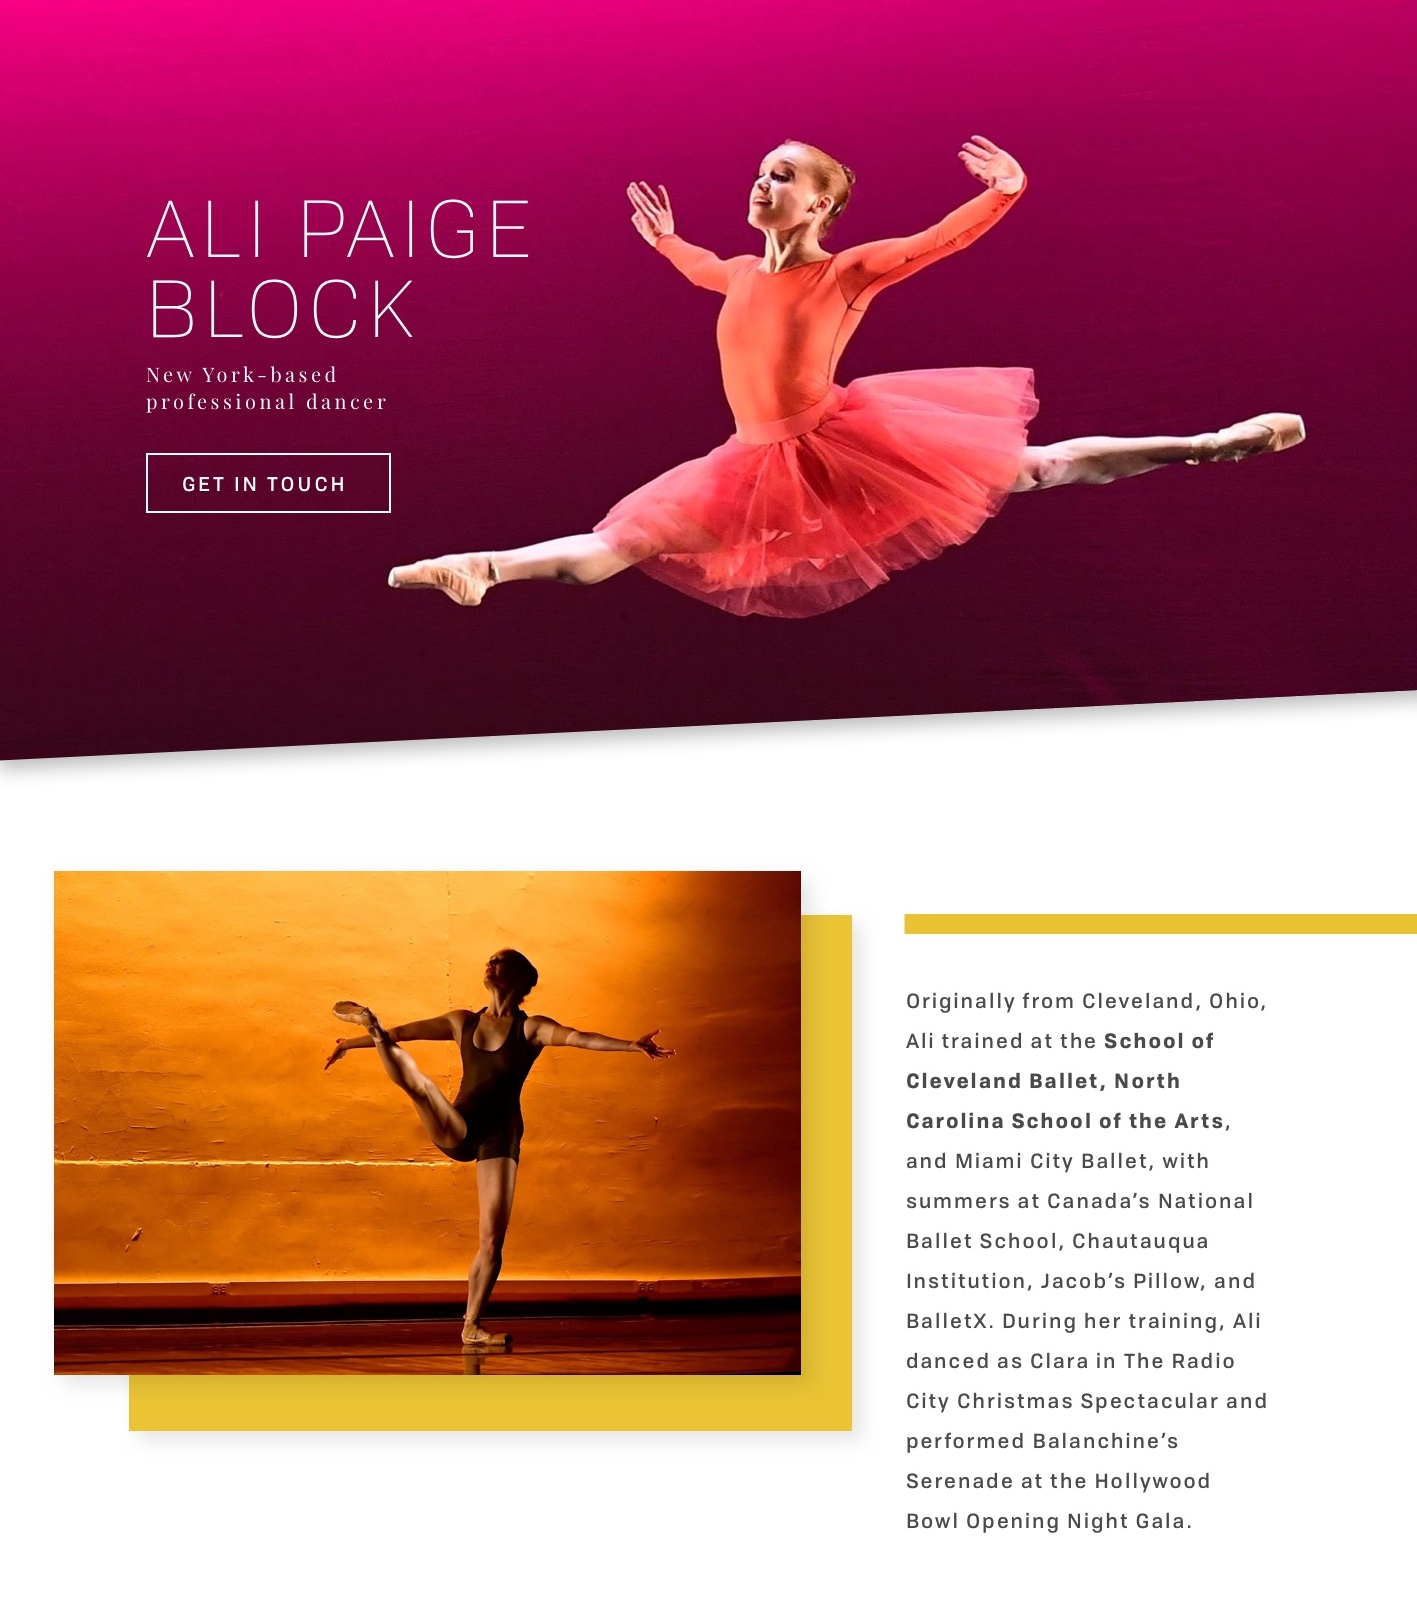 ALI PAIGE
BLOCK
New York-based
professional dancer
GET IN TOUCH
Originally from Cleveland, Ohio,
Ali trained at the School of
Cleveland Ballet, North
Carolina School of the Arts,
and Miami City Ballet, with
summers at Canada’s National
Ballet School, Chautauqua
Institution, Jacob’s Pillow, and
BalletX. During her training, Ali
danced as Clara in The Radio
City Christmas Spectacular and
performed Balanchine’s
Serenade at the Hollywood
Bowl Opening Night Gala.